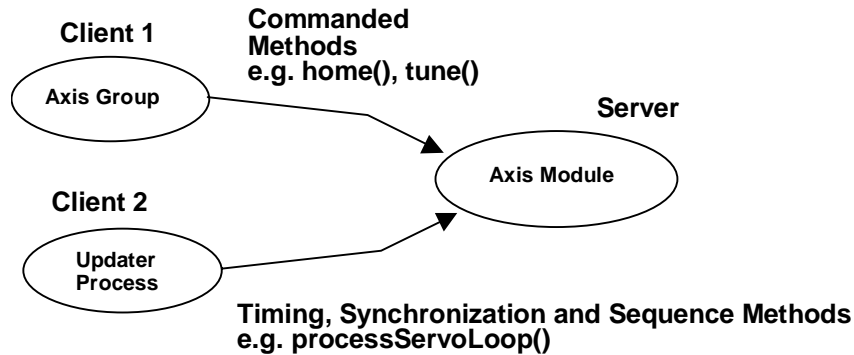 Client 1
Commanded
Methods
e.g. home(), tune()
Axis Group
Server
Axis Module
Client 2
Updater
Process
Timing, Synchronization and Sequence Methods
e.g. processServoLoop()